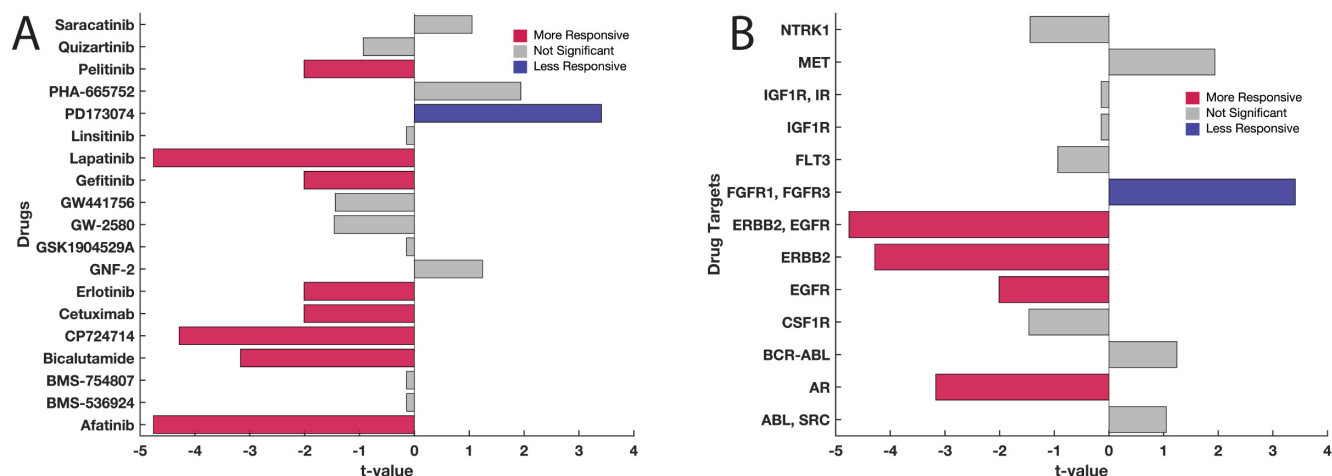 A
Drugs
Saracatinib
Quizartinib
Pelitinib
PHA-665752
PD173074
Linsitinib
Lapatinib
Gefitinib
GW441756
GW-2580
GSK1904529A
GNF-2
Erlotinib
Cetuximab
CP724714
Bicalutamide
BMS-754807
BMS-536924
Afatinib
More Responsive
Not Significant
Less Responsive
-5 -4 -3 -2 -1 0 1 2 3 4
t-value
B
Drug Targets
NTRK1
MET
IGF1R, IR
IGF1R
FLT3
FGFR1, FGFR3
ERBB2, EGFR
ERBB2
EGFR
CSF1R
BCR-ABL
AR
ABL, SRC
More Responsive
Not Significant
Less Responsive
-5 -4 -3 -2 -1 0 1 2 3 4
t-value